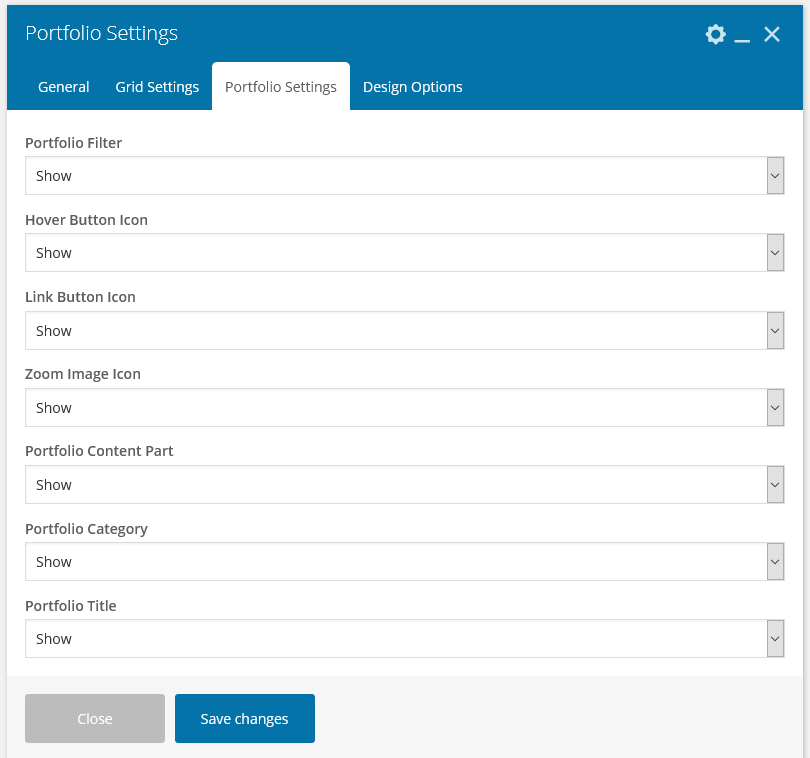 Portfolio Settings
General Grid Settings Portfolio Settings Design Options
Portfolio Filter
Show
Hover Button Icon
Show
Link Button Icon
Show
Zoom Image Icon
Show
Portfolio Content Part
Show
Portfolio Category
Show
Portfolio Title
Show
Close Save changes